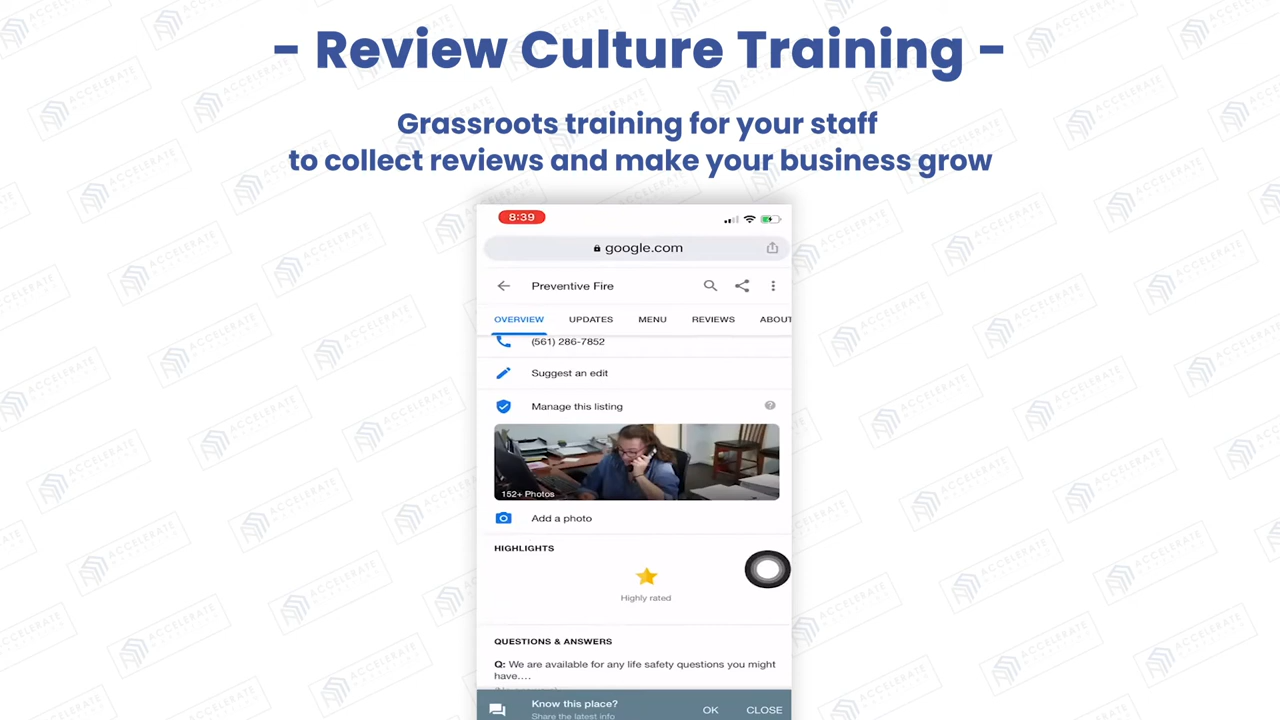 - Review Culture Training -
Grassroots training for your staff
to collect reviews and make your business grow
8:39
google.com
Preventive Fire
OVERVIEW UPDATES MENU REVIEWS ABOUT
(561) 286-7852
Suggest an edit
Manage this listing
152+ Photos
Add a photo
HIGHLIGHTS
Highly rated
QUESTIONS & ANSWERS
Q: We are available for any life safety questions you might
have....
Know this place?
OK CLOSE
Share the latest info
ACCELERATE